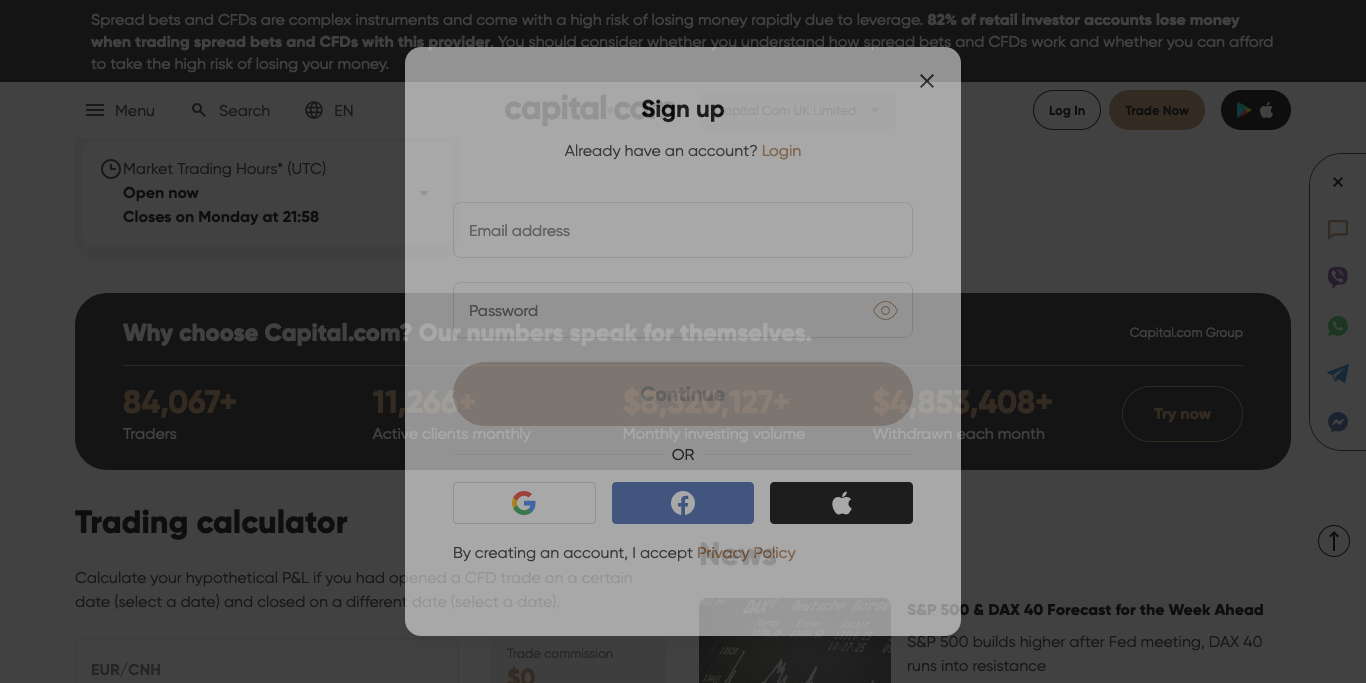 Spread bets and CFDs are complex instruments and come with a high risk of losing money rapidly due to leverage. 82% of retail investor accounts lose money
when trading spread bets and CFDs with this provider. You should consider whether you understand how spread bets and CFDs work and whether you can afford
to take the high risk of losing your money.
Menu
Search
EN
capital.com
Capital Com UK Limited
Log In
Trade Now
Sign up
Already have an account? Login
Market Trading Hours* (UTC)
Open now
Closes on Monday at 21:58
Email address
Password
Why choose Capital.com? Our numbers speak for themselves.
Capital.com Group
Continue
84,067+
Traders
11,266+
Active clients monthly
Monthly investing volume
$4,853,408+
Withdrawn each month
Try now
OR
By creating an account, I accept Privacy Policy
Trading calculator
Calculate your hypothetical P&L if you had opened a CFD trade on a certain
date (select a date) and closed on a different date (select a date).
EUR/CNH
Trade commission
$0
News
DAX
Deutsche Börse
S&P 500 & DAX 40 Forecast for the Week Ahead
S&P 500 builds higher after Fed meeting, DAX 40
runs into resistance